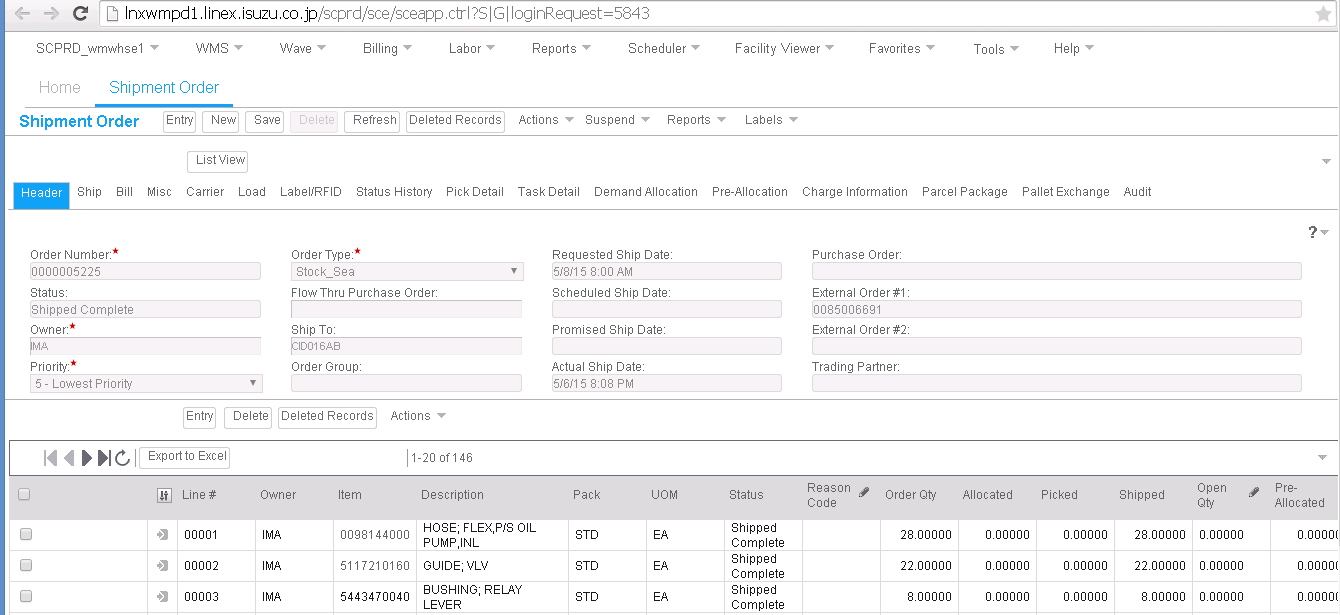 lnxwmpd1.linex.isuzu.co.jp/scprd/sce/sceapp.ctrl?S|G|loginRequest=5843
SCPRD_wmwhse1 WMS Wave Billing Labor Reports Scheduler Facility Viewer Favorites Tools Help
Home Shipment Order
Shipment Order Entry New Save Delete Refresh Deleted Records Actions Suspend Reports Labels
List View
Header Ship Bill Misc Carrier Load Label/RFID Status History Pick Detail Task Detail Demand Allocation Pre-Allocation Charge Information Parcel Package Pallet Exchange Audit
?
Order Number:* Order Type:* Requested Ship Date: Purchase Order:
0000005225 Stock_Sea 5/8/15 8:00 AM
Status: Flow Thru Purchase Order: Scheduled Ship Date: External Order #1:
Shipped Complete 0085006691
Owner:* Ship To: Promised Ship Date: External Order #2:
IMA CID016AB
Priority:* Order Group: Actual Ship Date: Trading Partner:
5 - Lowest Priority 5/6/15 8:08 PM
Entry Delete Deleted Records Actions
Export to Excel 1-20 of 146
Line # Owner Item Description Pack UOM Status Reason Code Order Qty Allocated Picked Shipped Open Qty Pre-Allocated
00001 IMA 0098144000 HOSE; FLEX,P/S OIL PUMP,INL STD EA Shipped Complete 28.00000 0.00000 0.00000 28.00000 0.00000 0.00000
00002 IMA 5117210160 GUIDE; VLV STD EA Shipped Complete 22.00000 0.00000 0.00000 22.00000 0.00000 0.00000
00003 IMA 5443470040 BUSHING; RELAY LEVER STD EA Shipped Complete 8.00000 0.00000 0.00000 8.00000 0.00000 0.00000